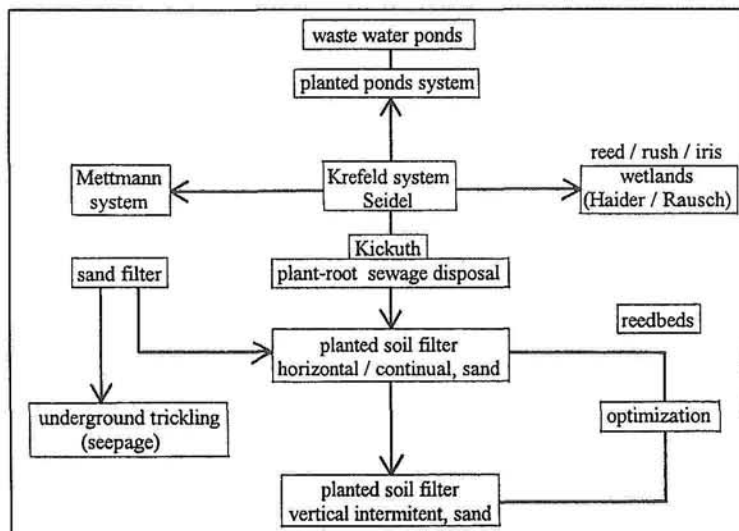 waste water ponds
planted ponds system
Mettmann
system
Krefeld system
Seidel
reed / rush / iris
wetlands
(Haider / Rausch)
Kickuth
plant-root sewage disposal
sand filter
reedbeds
planted soil filter
horizontal / continual, sand
underground trickling
(seepage)
optimization
planted soil filter
vertical intermitent, sand